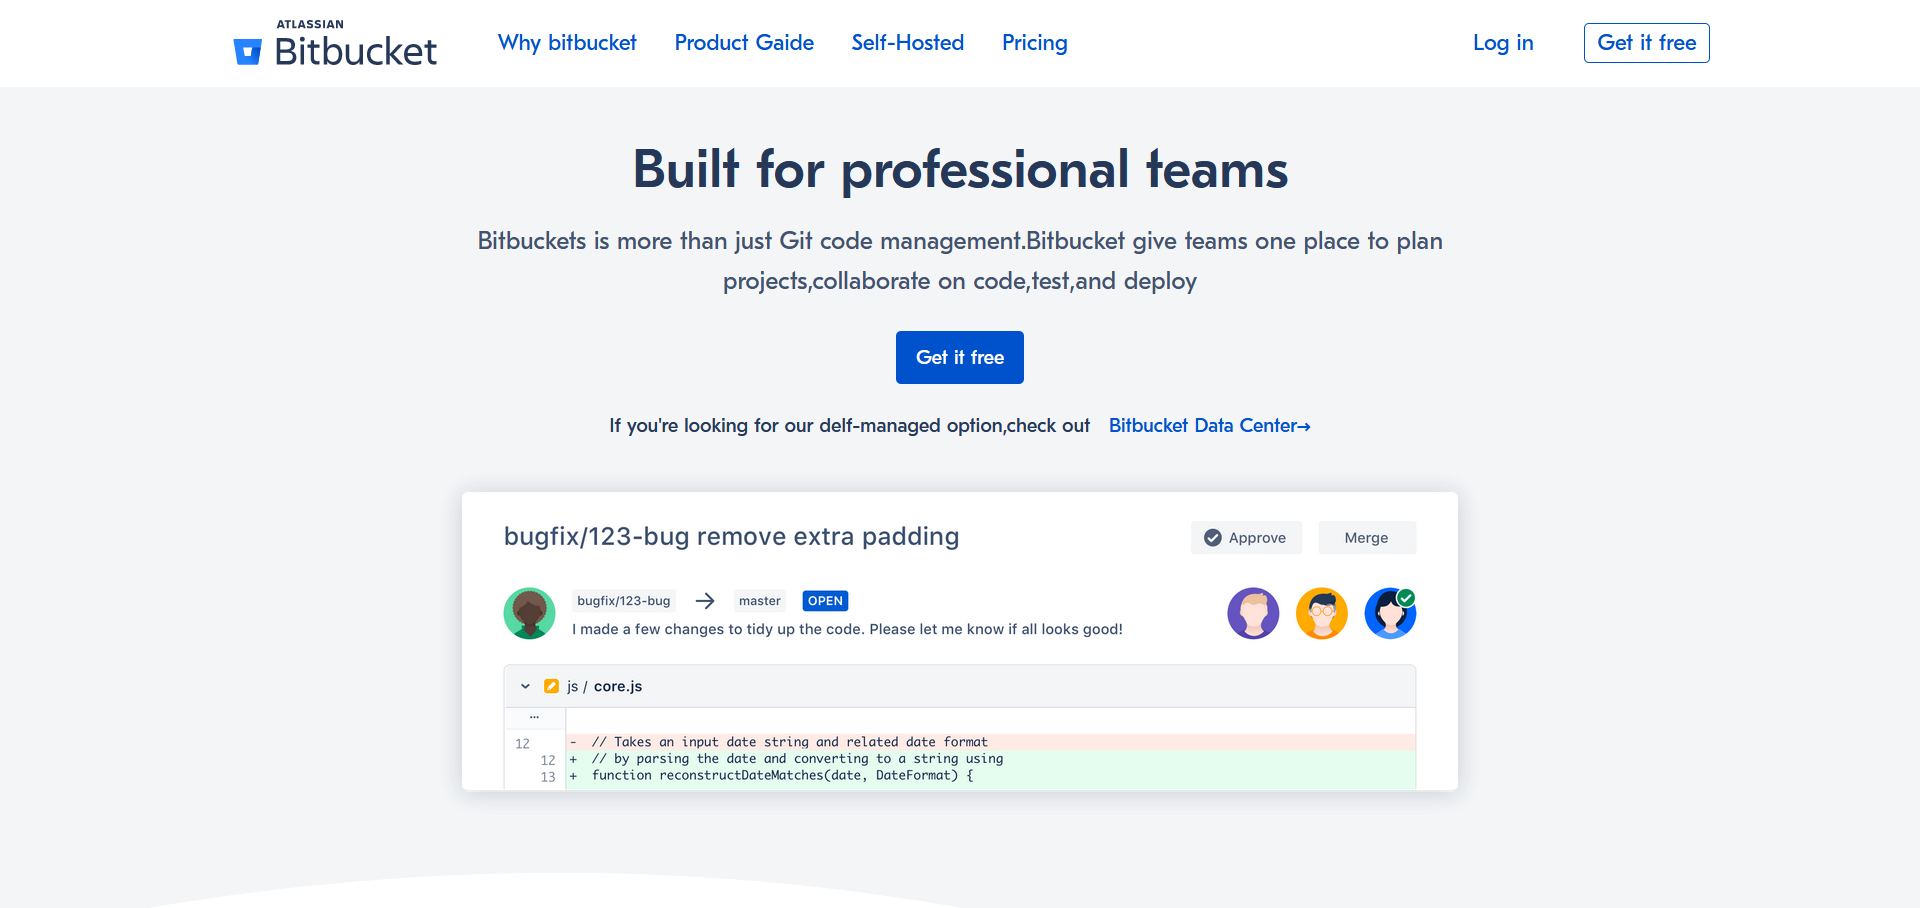 ATLASSIAN
Bitbucket
Why bitbucket
Product Gaide
Self-Hosted
Pricing
Log in
Get it free
Built for professional teams
Bitbuckets is more than just Git code management.Bitbucket give teams one place to plan
projects,collaborate on code,test,and deploy
Get it free
If you're looking for our delf-managed option,check out Bitbucket Data Center→
bugfix/123-bug remove extra padding
Approve
Merge
bugfix/123-bug → master OPEN
I made a few changes to tidy up the code. Please let me know if all looks good!
js / core.js
...
12 - // Takes an input date string and related date format
12 + // by parsing the date and converting to a string using
13 + function reconstructDateMatches(date, DateFormat) {